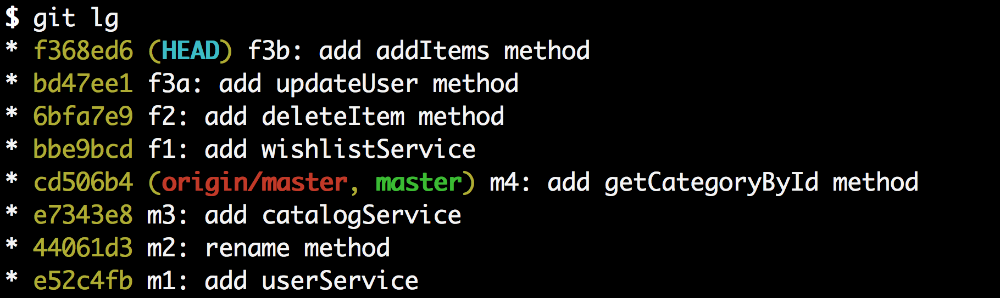 $ git lg
* f368ed6 (HEAD) f3b: add addItems method
* bd47ee1 f3a: add updateUser method
* 6bfa7e9 f2: add deleteItem method
* bbe9bcd f1: add wishlistService
* cd506b4 (origin/master, master) m4: add getCategoryById method
* e7343e8 m3: add catalogService
* 44061d3 m2: rename method
* e52c4fb m1: add userService